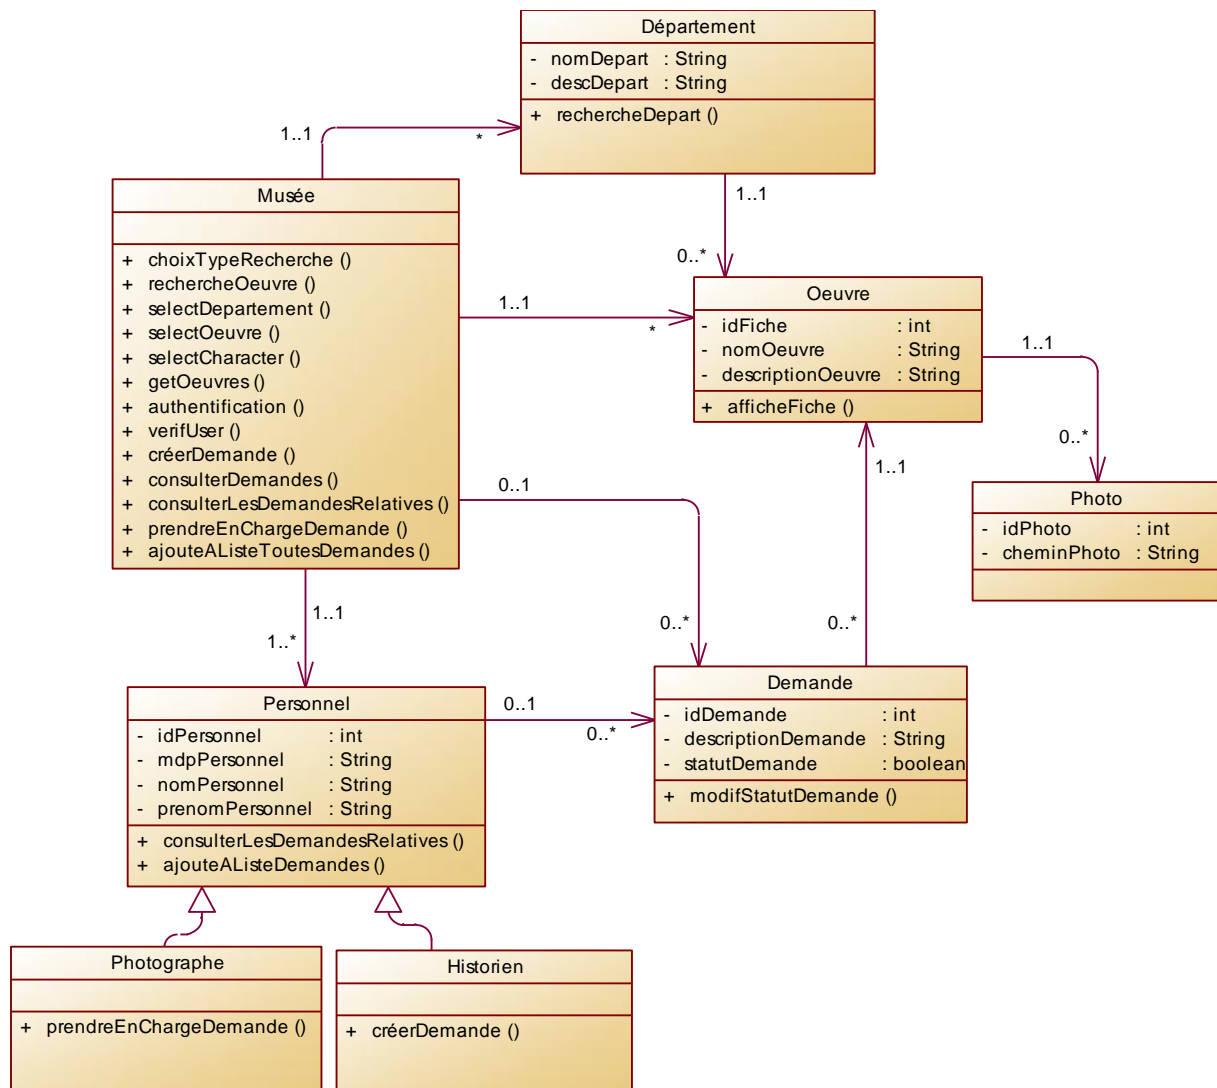 Département
- nomDepart : String
- descDepart : String
+ rechercheDepart ()
1..1
*
1..1
0..*
Musée
+ choixTypeRecherche ()
+ rechercheOeuvre ()
+ selectDepartement ()
+ selectOeuvre ()
+ selectCharacter ()
+ getOeuvres ()
+ authentification ()
+ verifUser ()
+ créerDemande ()
+ consulterDemandes ()
+ consulterLesDemandesRelatives ()
+ prendreEnChargeDemande ()
+ ajouteAListeToutesDemandes ()
1..1
*
Oeuvre
- idFiche : int
- nomOeuvre : String
- descriptionOeuvre : String
+ afficheFiche ()
1..1
0..*
Photo
- idPhoto : int
- cheminPhoto : String
0..1
0..*
1..1
0..*
1..1
1..*
Personnel
- idPersonnel : int
- mdpPersonnel : String
- nomPersonnel : String
- prenomPersonnel : String
+ consulterLesDemandesRelatives ()
+ ajouteAListeDemandes ()
0..1
0..*
Demande
- idDemande : int
- descriptionDemande : String
- statutDemande : boolean
+ modifStatutDemande ()
Photographe
+ prendreEnChargeDemande ()
Historien
+ créerDemande ()